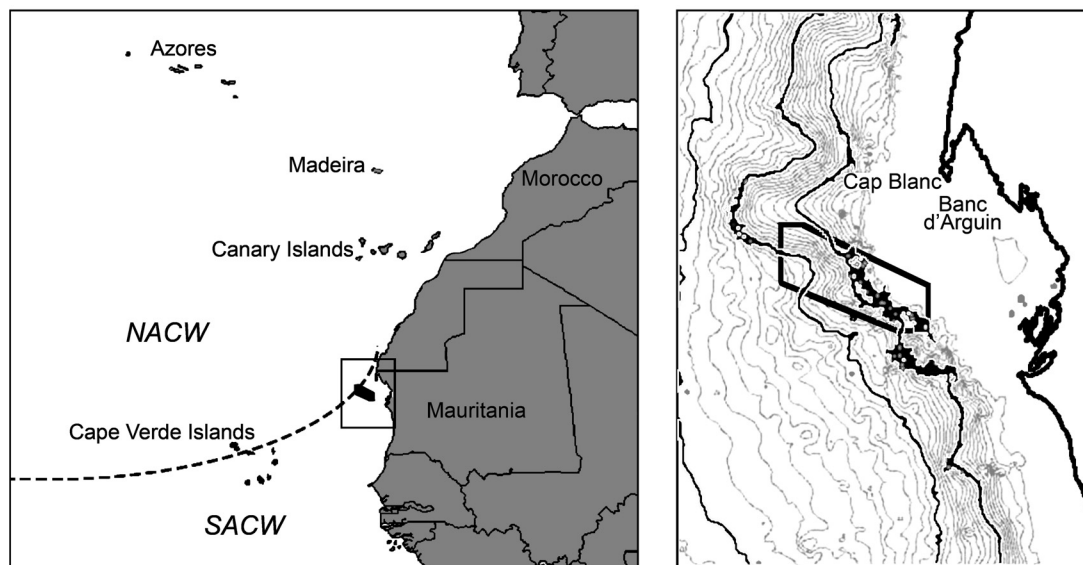 Azores
Madeira
Morocco
Canary Islands
NACW
Mauritania
Cape Verde Islands
SACW
Cap Blanc
Banc
d'Arguin